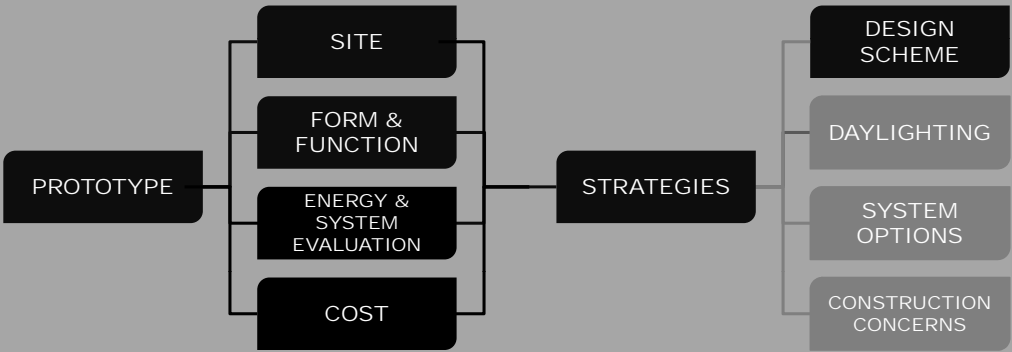 PROTOTYPE
SITE
FORM &
FUNCTION
ENERGY &
SYSTEM
EVALUATION
COST
STRATEGIES
DESIGN
SCHEME
DAYLIGHTING
SYSTEM
OPTIONS
CONSTRUCTION
CONCERNS